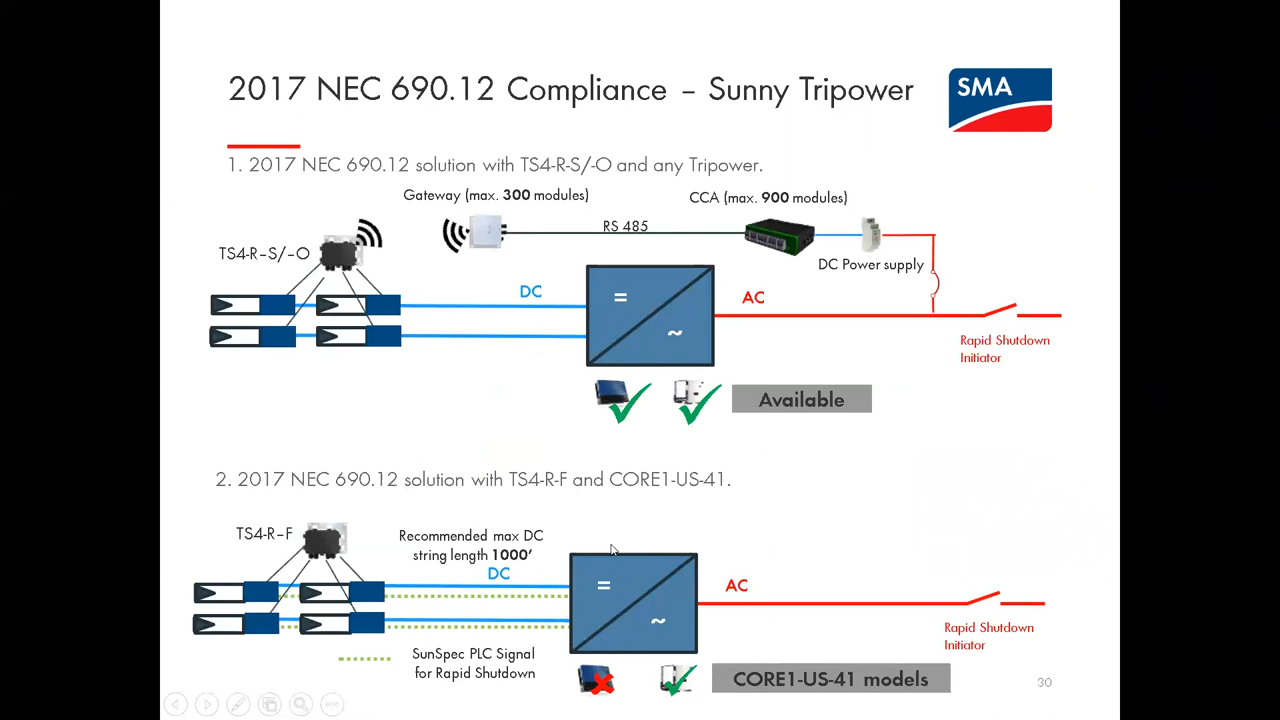 2017 NEC 690.12 Compliance – Sunny Tripower
SMA
1. 2017 NEC 690.12 solution with TS4-R-S/-O and any Tripower.
Gateway (max. 300 modules)
CCA (max. 900 modules)
RS 485
TS4-R–S/–O
DC Power supply
DC
=
AC
~
Rapid Shutdown
Initiator
Available
2. 2017 NEC 690.12 solution with TS4-R-F and CORE1-US-41.
TS4-R–F
Recommended max DC
string length 1000’
DC
=
AC
~
Rapid Shutdown
Initiator
SunSpec PLC Signal
for Rapid Shutdown
CORE1-US-41 models
30